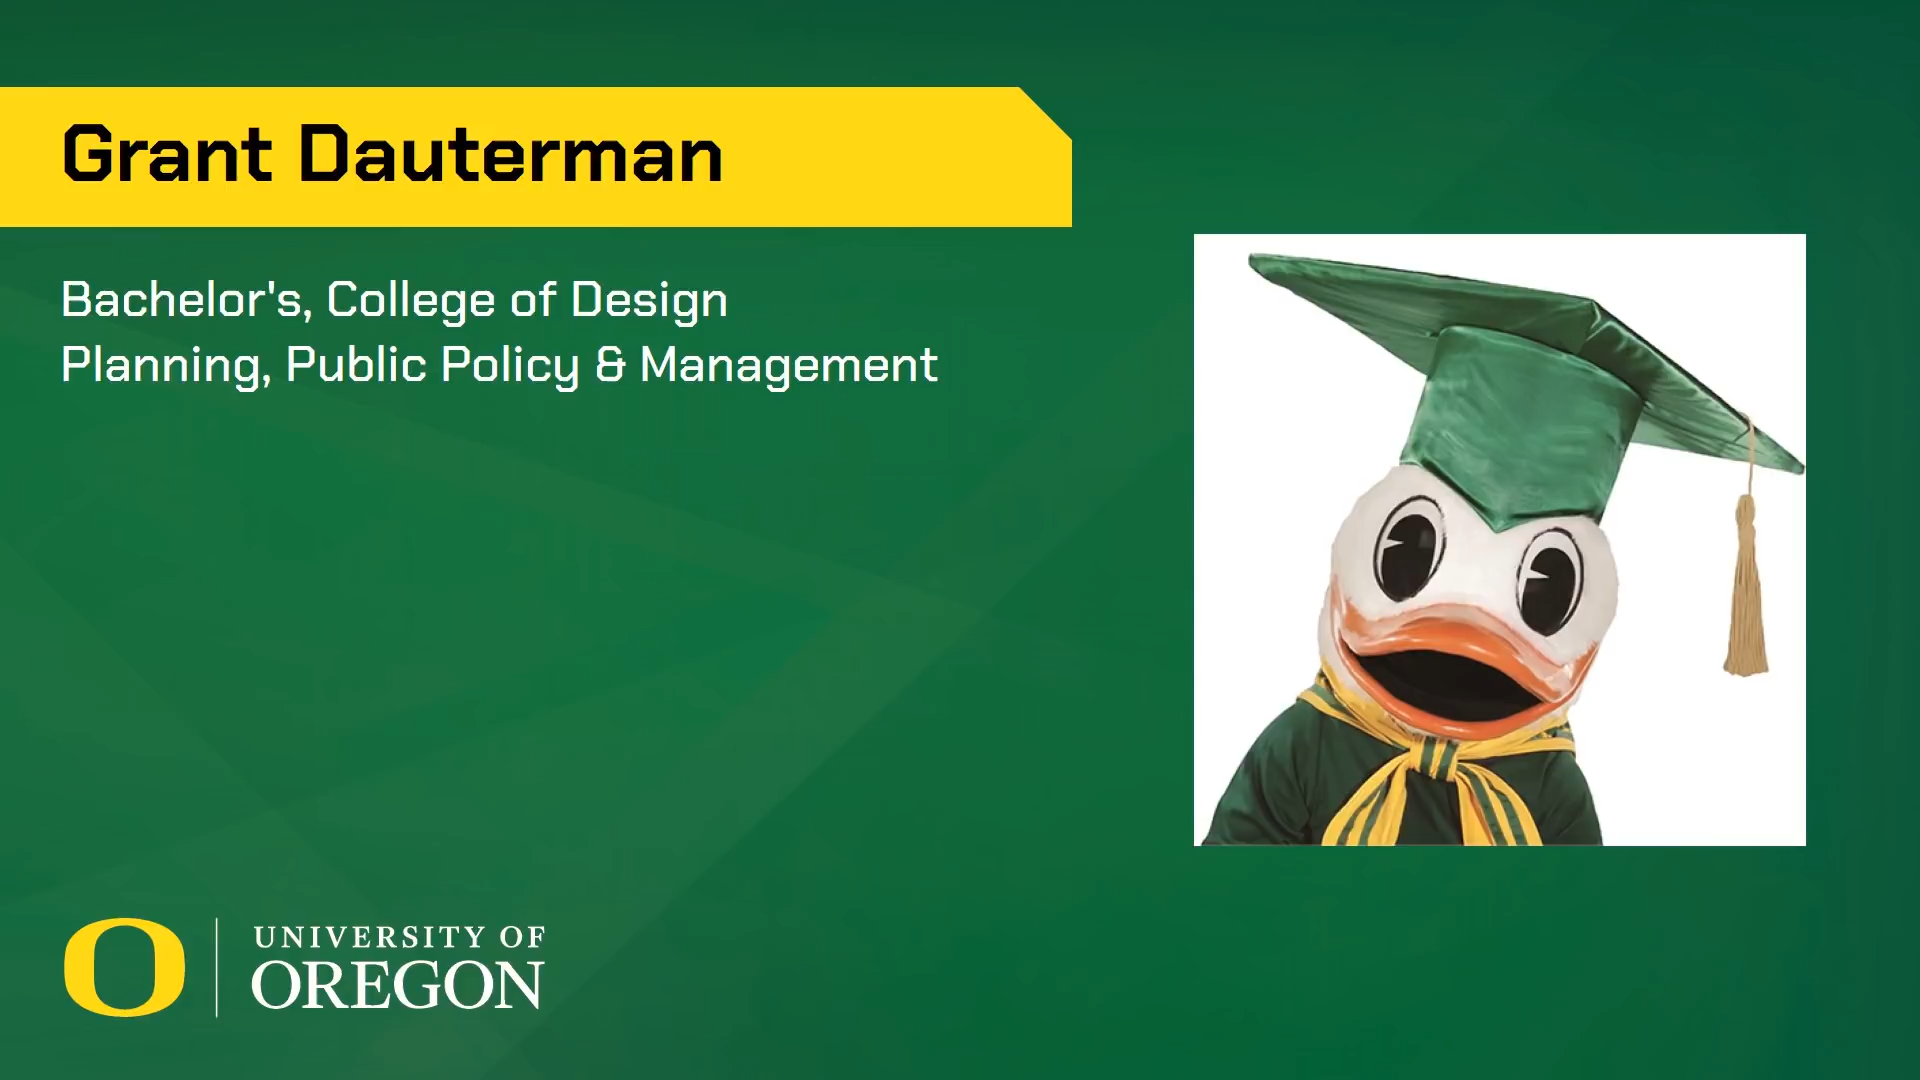 Grant Dauterman
Bachelor's, College of Design
Planning, Public Policy & Management
O
UNIVERSITY OF
OREGON